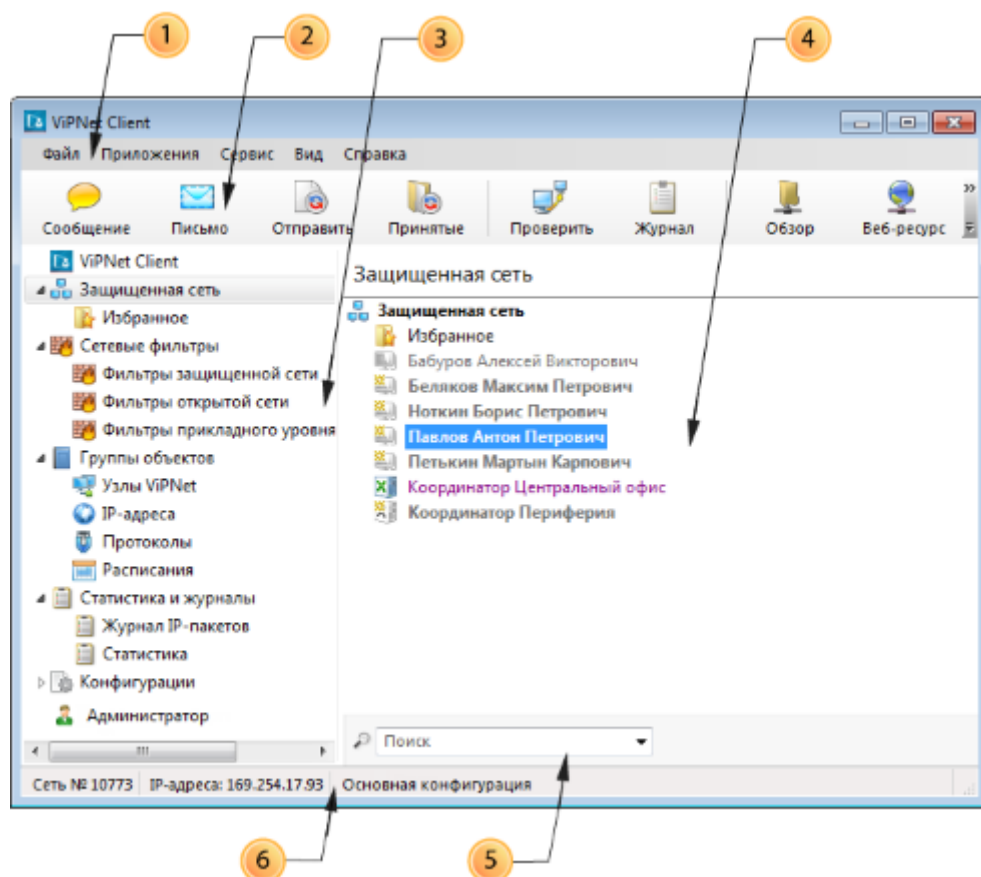 1
2
3
4
ViPNet Client
Файл Приложения Сервис Вид Справка
Сообщение Письмо Отправить Принятые Проверить Журнал Обзор Веб-ресурс
ViPNet Client
Защищенная сеть
Избранное
Сетевые фильтры
Фильтры защищенной сети
Фильтры открытой сети
Фильтры прикладного уровня
Группы объектов
Узлы ViPNet
IP-адреса
Протоколы
Расписания
Статистика и журналы
Журнал IP-пакетов
Статистика
Конфигурации
Администратор
Защищенная сеть
Защищенная сеть
Избранное
Бабуров Алексей Викторович
Беляков Максим Петрович
Ноткин Борис Петрович
Павлов Антон Петрович
Петькин Мартын Карпович
Координатор Центральный офис
Координатор Периферия
Поиск
Сеть № 10773 IP-адреса: 169.254.17.93 Основная конфигурация
6
5